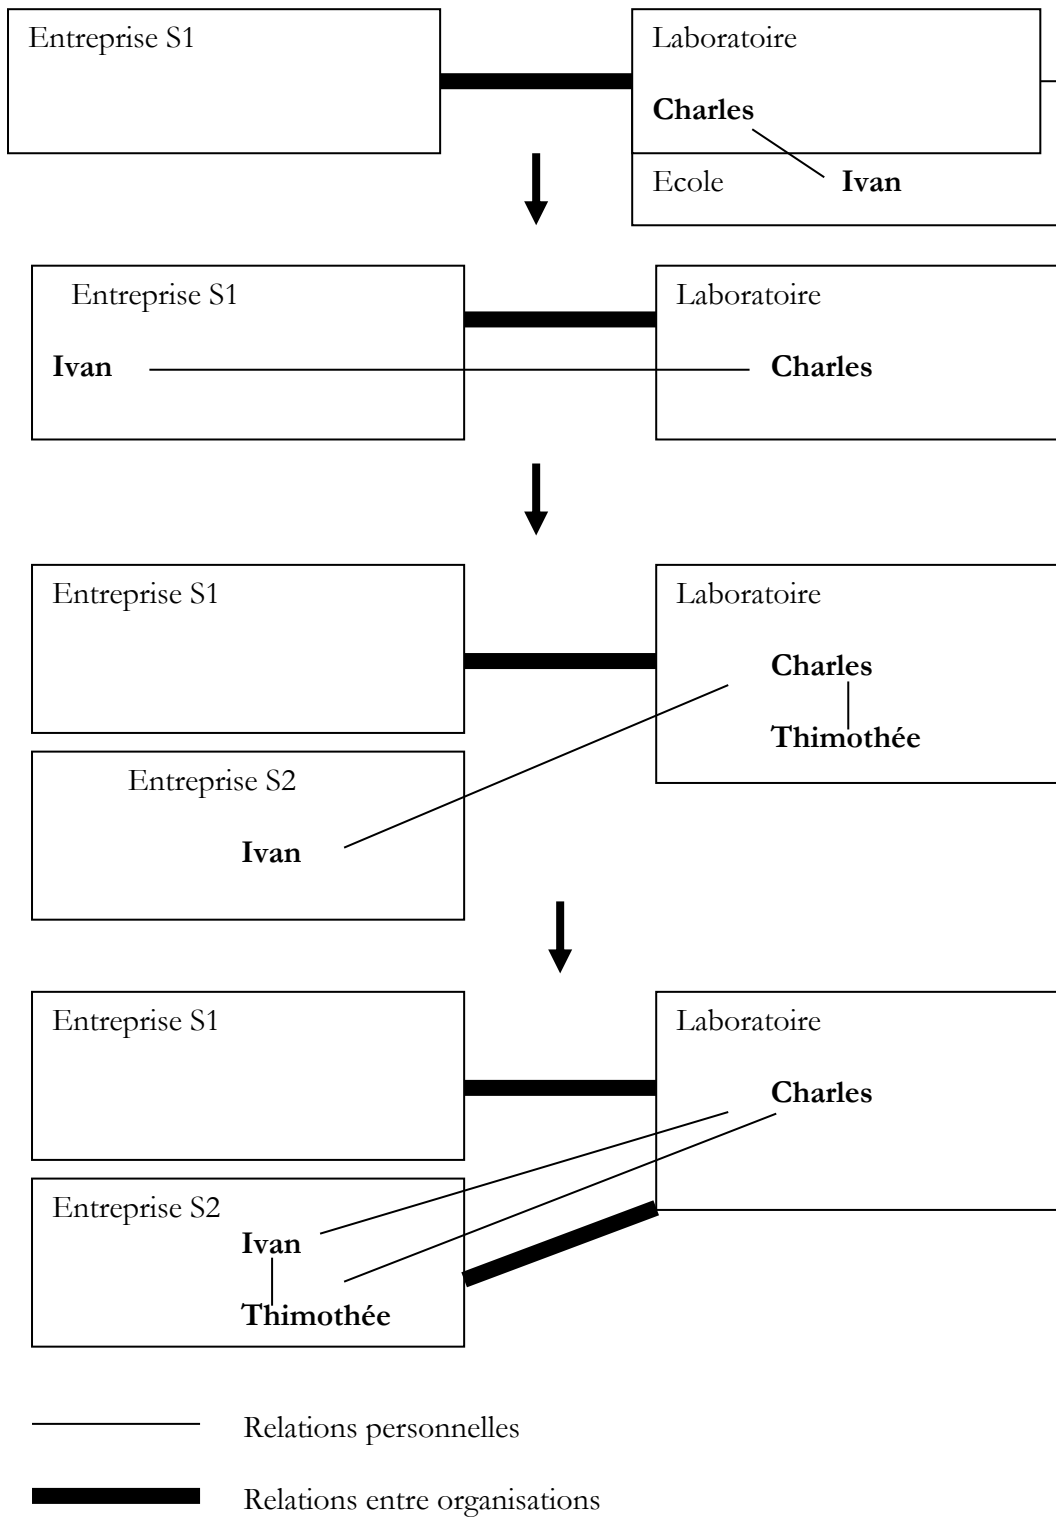 Entreprise S1
Laboratoire
Charles
Ecole
Ivan
Entreprise S1
Laboratoire
Ivan
Charles
Entreprise S1
Laboratoire
Charles
Thimothée
Entreprise S2
Ivan
Entreprise S1
Laboratoire
Charles
Entreprise S2
Ivan
Thimothée
Relations personnelles
Relations entre organisations